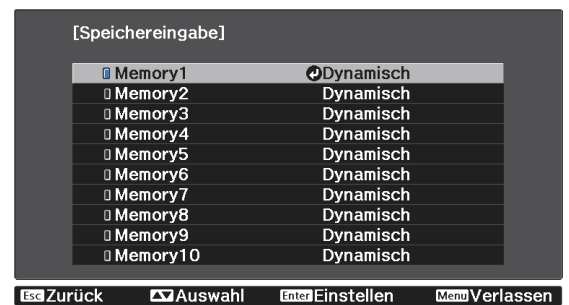 [Speichereingabe]
Memory1 Dynamisch
Memory2 Dynamisch
Memory3 Dynamisch
Memory4 Dynamisch
Memory5 Dynamisch
Memory6 Dynamisch
Memory7 Dynamisch
Memory8 Dynamisch
Memory9 Dynamisch
Memory10 Dynamisch
Esc Zurück Auswahl Enter Einstellen Menu Verlassen